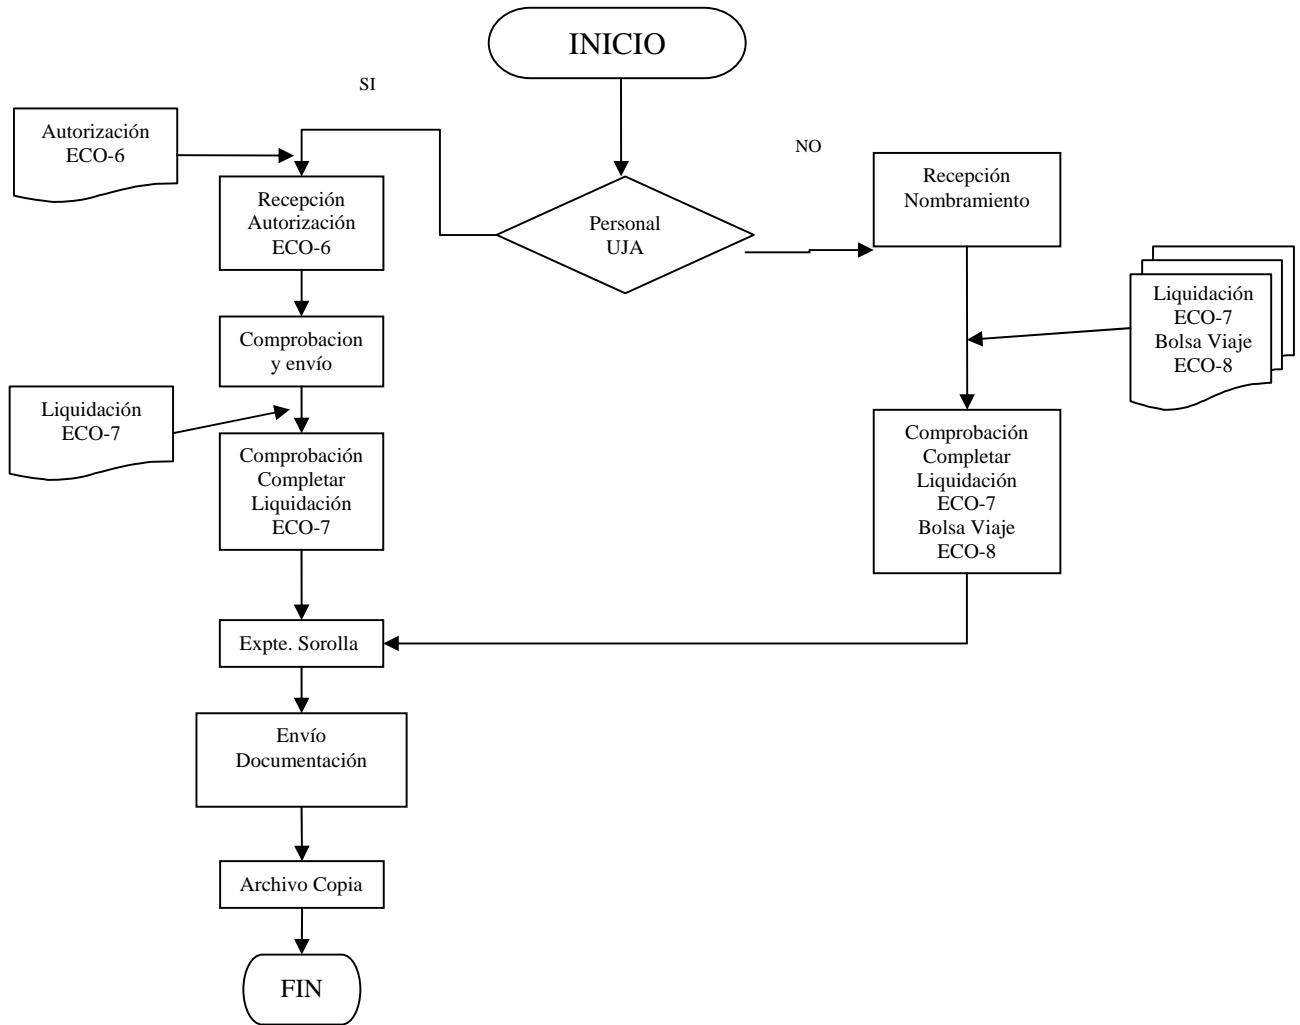 INICIO
SI
Autorización
ECO-6
NO
Recepción
Nombramiento
Recepción
Autorización
ECO-6
Personal
UJA
Liquidación
ECO-7
Bolsa Viaje
ECO-8
Comprobacion
y envío
Liquidación
ECO-7
Comprobación
Completar
Liquidación
ECO-7
Comprobación
Completar
Liquidación
ECO-7
Bolsa Viaje
ECO-8
Expte. Sorolla
Envío
Documentación
Archivo Copia
FIN